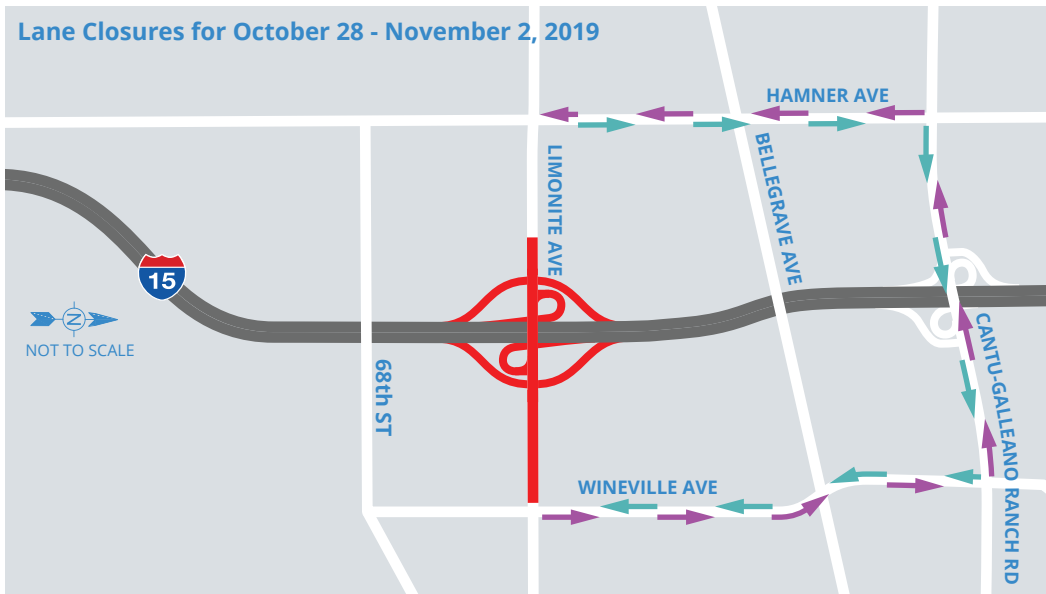 Lane Closures for October 28 - November 2, 2019
HAMNER AVE
LIMONITE AVE
BELLEGRAVE AVE
15
N
NOT TO SCALE
68th ST
CANTU-GALLEANO RANCH RD
WINEVILLE AVE